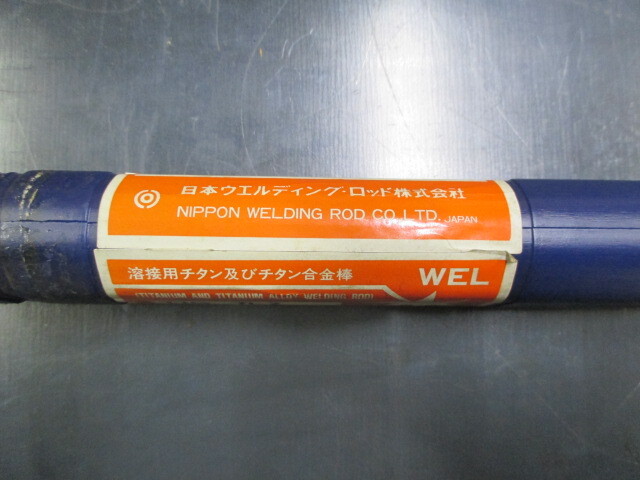 日本ウエルディング・ロッド株式会社
NIPPON WELDING ROD CO.,LTD. JAPAN
溶接用チタン及びチタン合金棒
WEL
(TITANIUM AND TITANIUM ALLOY WELDING ROD)